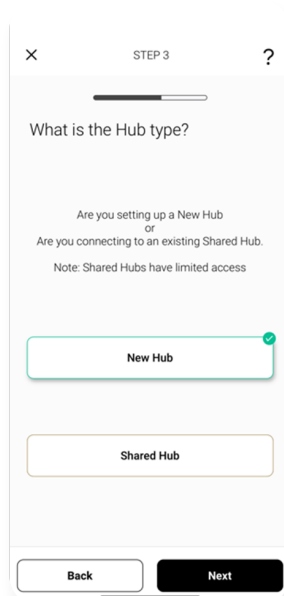 STEP 3
?
What is the Hub type?
Are you setting up a New Hub
or
Are you connecting to an existing Shared Hub.
Note: Shared Hubs have limited access
New Hub
Shared Hub
Back
Next